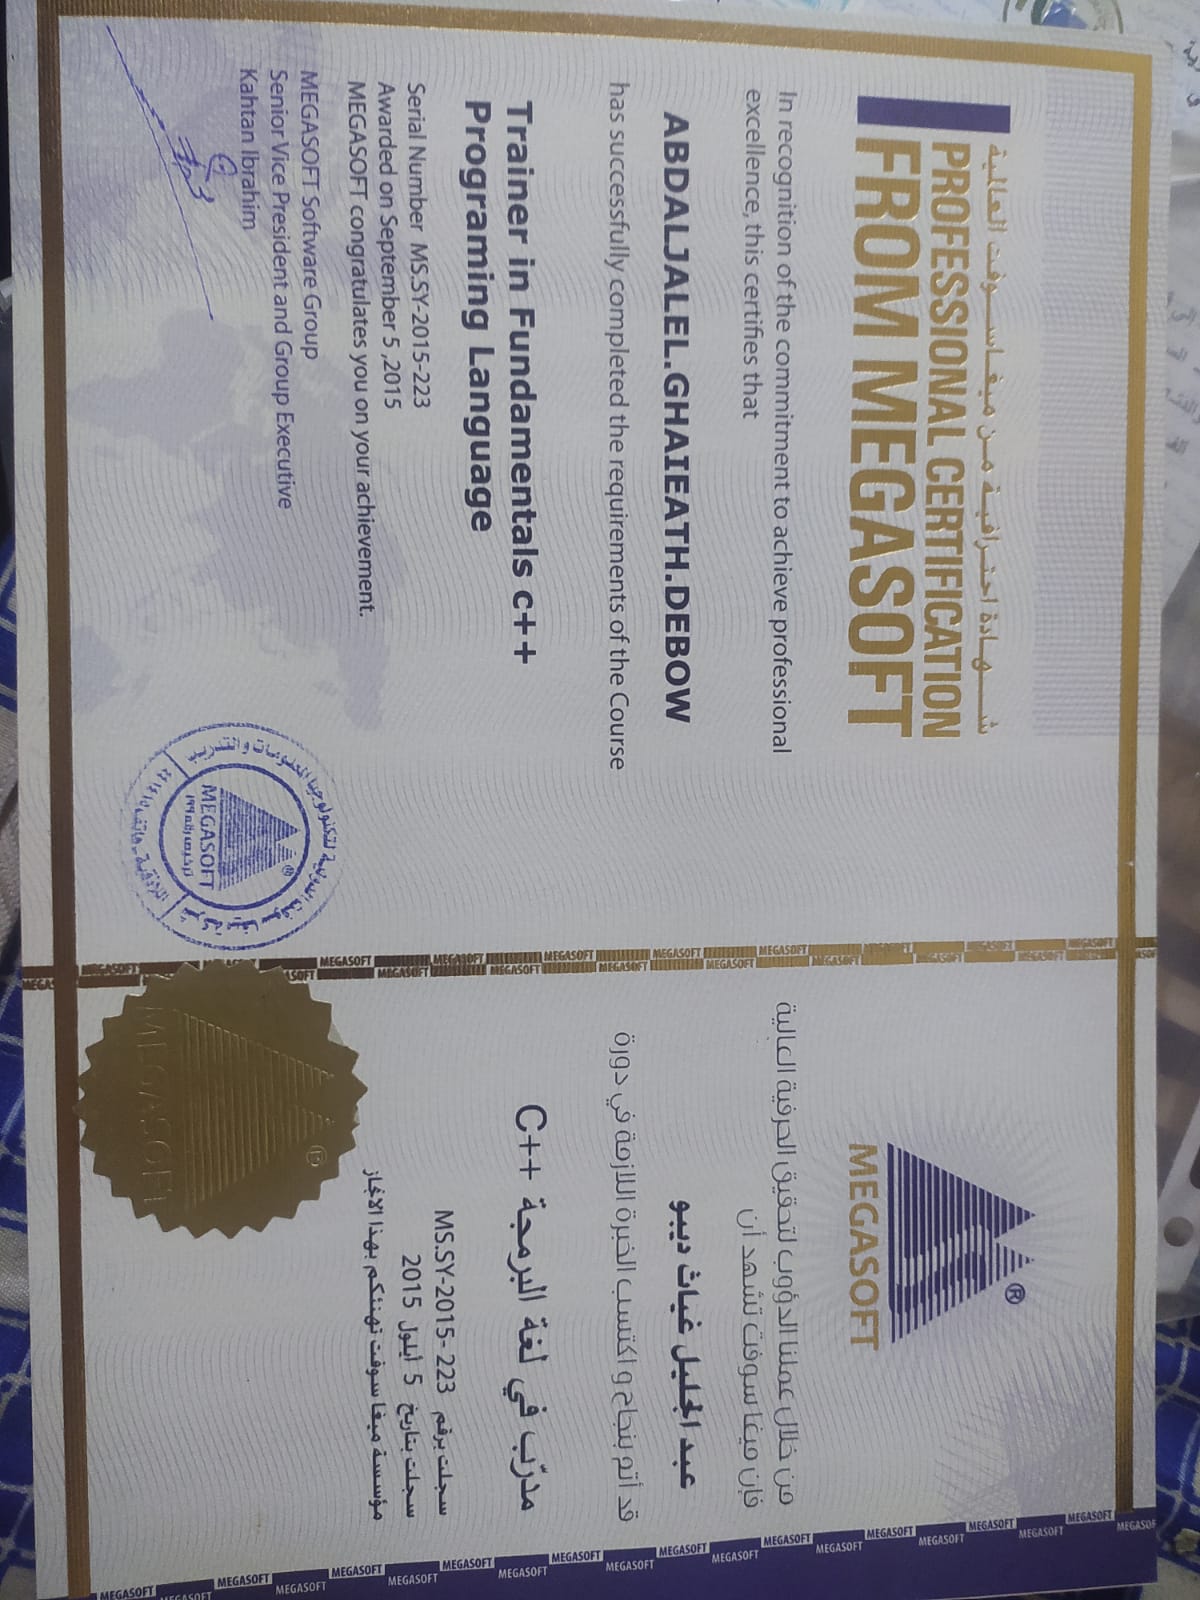 شهادة احترافية من ميغاسوفت العالمية
PROFESSIONAL CERTIFICATION
FROM MEGASOFT
In recognition of the commitment to achieve professional
excellence, this certifies that
ABDALJALEL.GHAIEATH.DEBOW
has successfully completed the requirements of the Course
Trainer in Fundamentals c++
Programing Language
Serial Number MS.SY-2015-223
Awarded on September 5 ,2015
MEGASOFT congratulates you on your achievement.
MEGASOFT Software Group
Senior Vice President and Group Executive
Kahtan Ibrahim
لتكنولوجيا المعلومات والتدريب
MEGASOFT
MEGASOFT
®
من خلال عملنا الدؤوب لتحقيق الحرفية العالية
فإن ميغا سوفت تشهد أن
عبد الجليل غياث ديبو
قد أتم بنجاح و اكتسب الخبرة اللازمة في دورة
مدرّب في لغة البرمجة C++
سجلت برقم MS.SY-2015- 223
سجلت بتاريخ 5 أيلول 2015
مؤسسة ميغا سوفت تهنئكم بهذا الانجاز
MEGASOFT